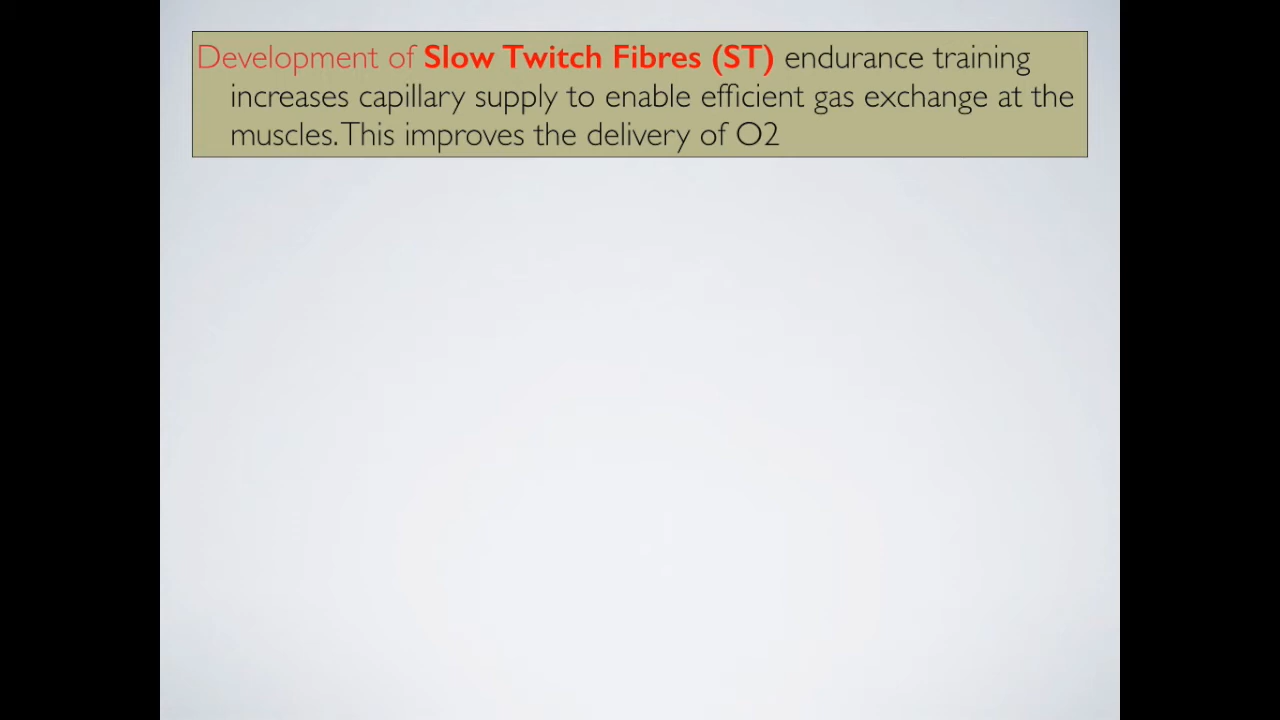 Development of Slow Twitch Fibres (ST) endurance training
increases capillary supply to enable efficient gas exchange at the
muscles. This improves the delivery of O2